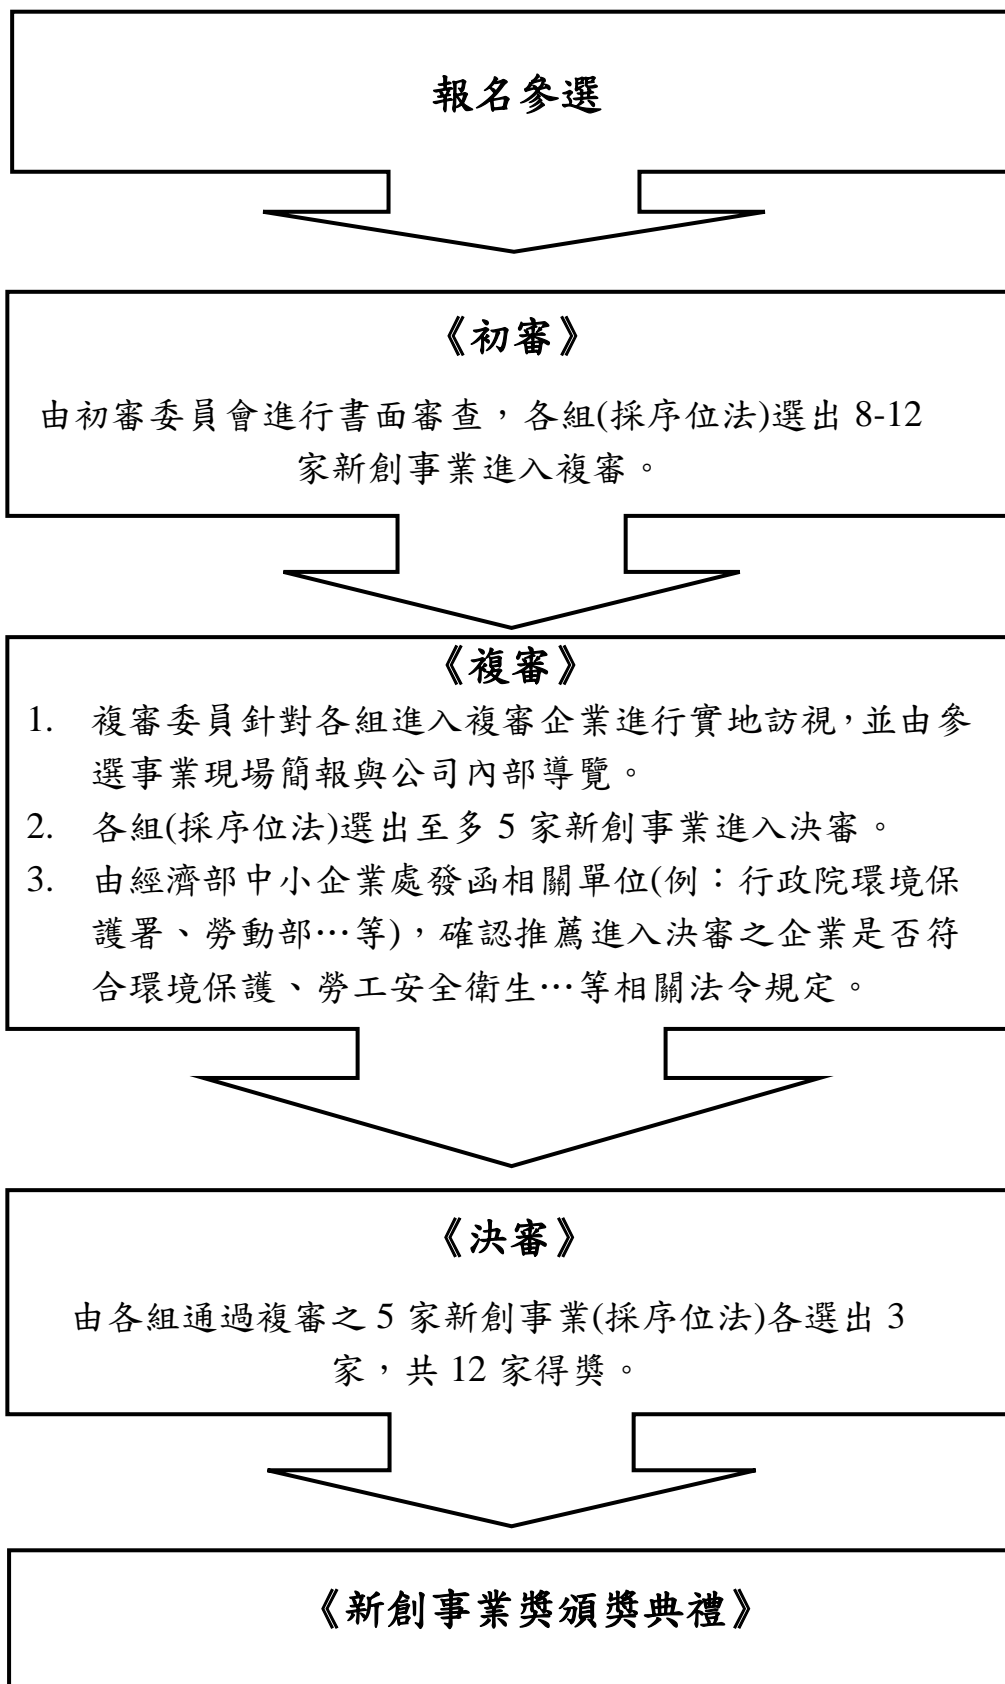 報名參選
《初審》
由初審委員會進行書面審查，各組(採序位法)選出 8-12
家新創事業進入複審。
《複審》
1. 複審委員針對各組進入複審企業進行實地訪視，並由參
選事業現場簡報與公司內部導覽。
2. 各組(採序位法)選出至多 5 家新創事業進入決審。
3. 由經濟部中小企業處發函相關單位(例：行政院環境保
護署、勞動部…等)，確認推薦進入決審之企業是否符
合環境保護、勞工安全衛生…等相關法令規定。
《決審》
由各組通過複審之 5 家新創事業(採序位法)各選出 3
家，共 12 家得獎。
《新創事業獎頒獎典禮》